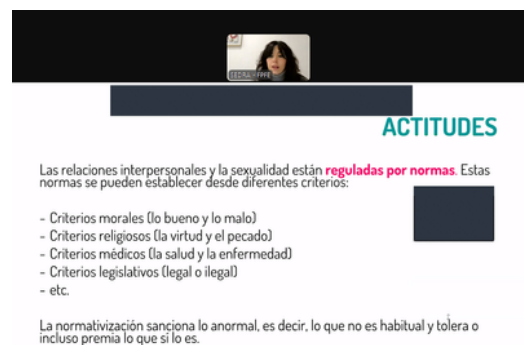 SEDRA - FPFE
ACTITUDES
Las relaciones interpersonales y la sexualidad están reguladas por normas. Estas
normas se pueden establecer desde diferentes criterios:
- Criterios morales (lo bueno y lo malo)
- Criterios religiosos (la virtud y el pecado)
- Criterios médicos (la salud y la enfermedad)
- Criterios legislativos (legal o ilegal)
- etc.
La normativización sanciona lo anormal, es decir, lo que no es habitual y tolera o
incluso premia lo que sí lo es.